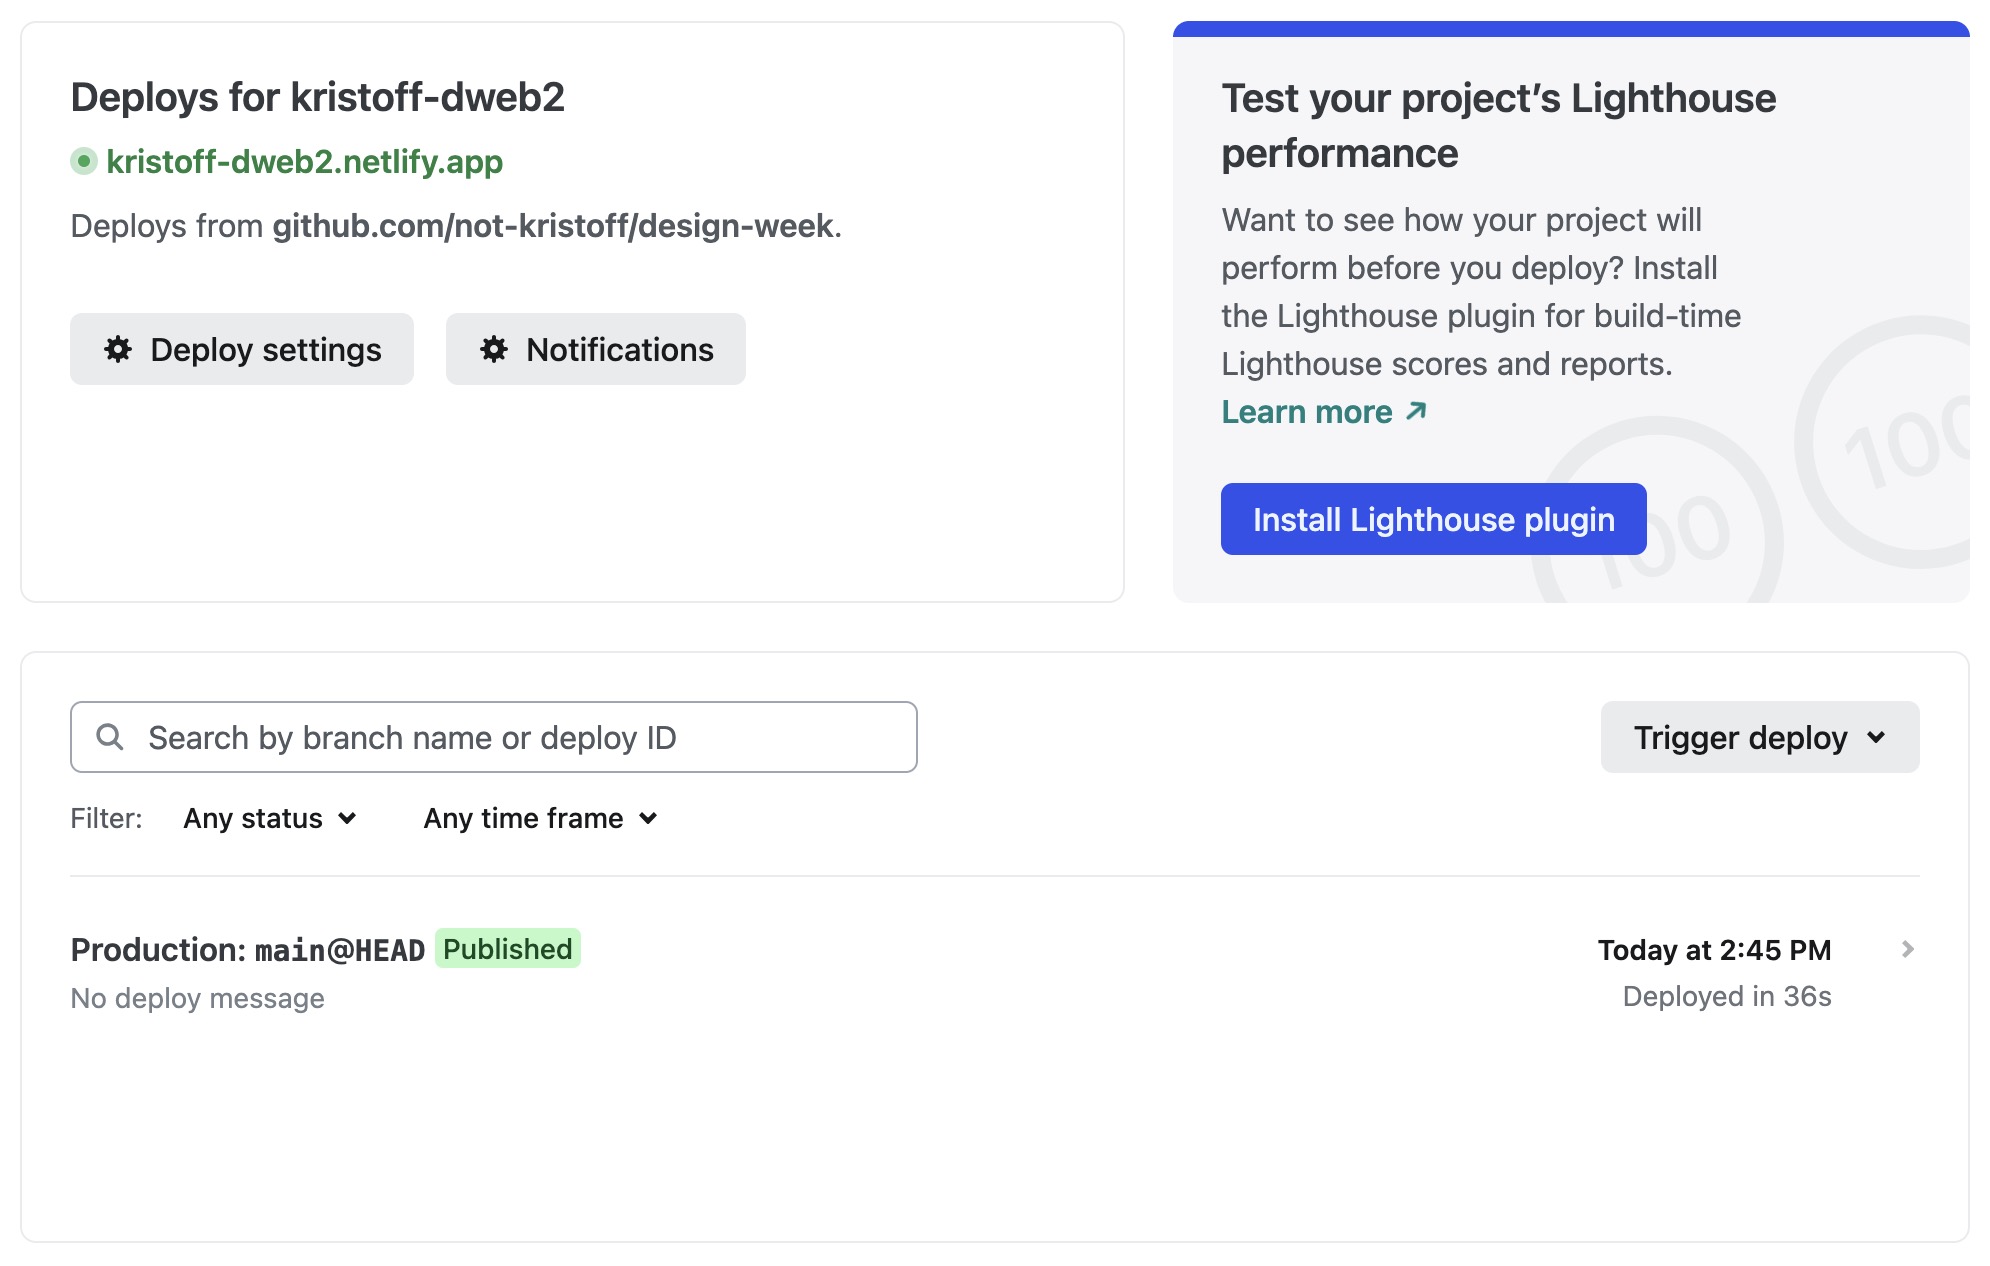 Deploys for kristoff-dweb2
kristoff-dweb2.netlify.app
Deploys from github.com/not-kristoff/design-week.
Deploy settings
Notifications
Test your project’s Lighthouse
performance
Want to see how your project will
perform before you deploy? Install
the Lighthouse plugin for build-time
Lighthouse scores and reports.
Learn more
100
100
Install Lighthouse plugin
Search by branch name or deploy ID
Trigger deploy
Filter: Any status Any time frame
Production: main@HEAD Published
Today at 2:45 PM
No deploy message
Deployed in 36s